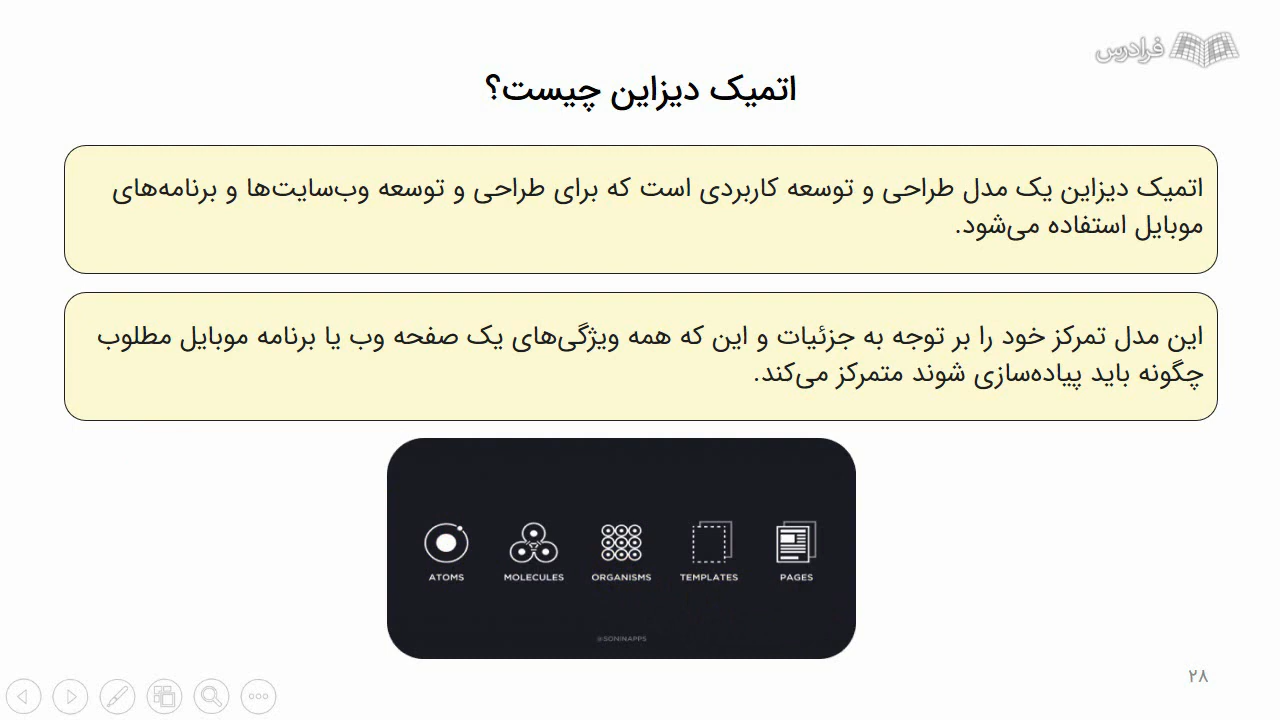 فرادرس
اتمیک دیزاین چیست؟
اتمیک دیزاین یک مدل طراحی و توسعه کاربردی است که برای طراحی و توسعه وب‌سایت‌ها و برنامه‌های
موبایل استفاده می‌شود.
این مدل تمرکز خود را بر توجه به جزئیات و این که همه ویژگی‌های یک صفحه وب یا برنامه موبایل مطلوب
چگونه باید پیاده‌سازی شوند متمرکز می‌کند.
ATOMS MOLECULES ORGANISMS TEMPLATES PAGES
@SONINAPPS
۲۸